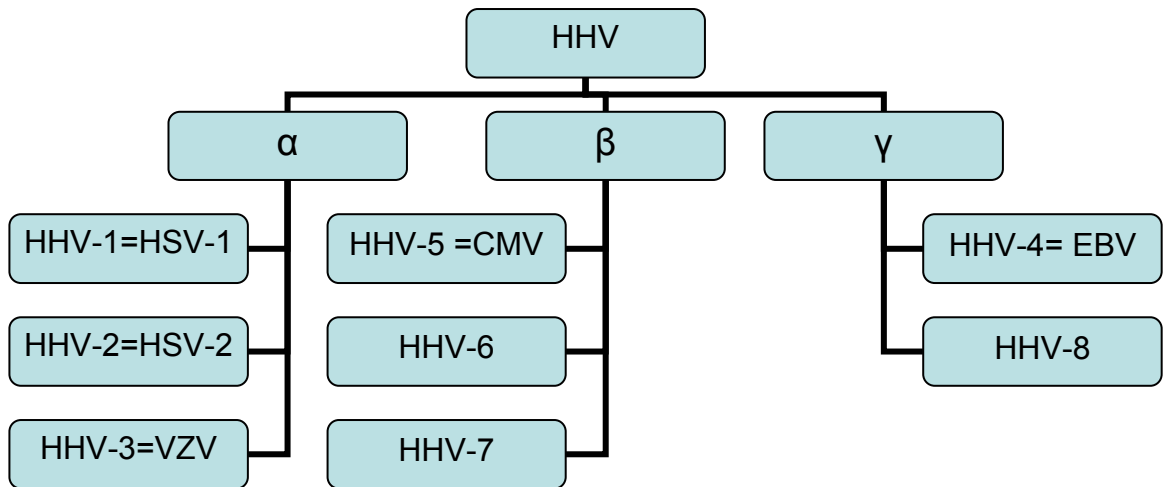 HHV
α
β
γ
HHV-1=HSV-1
HHV-5 =CMV
HHV-4= EBV
HHV-2=HSV-2
HHV-6
HHV-8
HHV-3=VZV
HHV-7